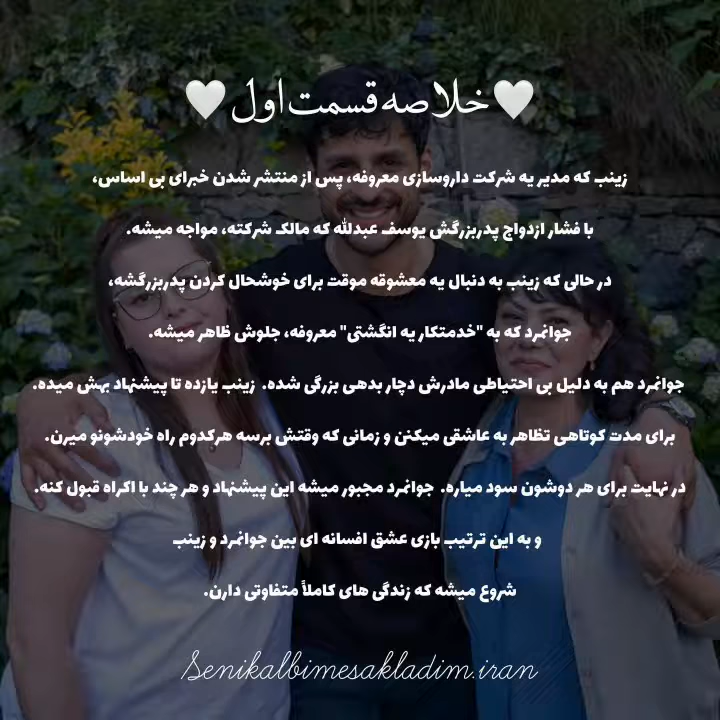 🤍خلاصه قسمت اول🤍
زینب که مدیر یه شرکت داروسازی معروفه، پس از منتشر شدن خبرای بی اساس،
با فشار ازدواج پدربزرگش یوسف عبدلله که مالک شرکته، مواجه میشه.
در حالی که زینب به دنبال یه معشوقه موقت برای خوشحال کردن پدربزرگشه،
جوانمرد که به "خدمتکار یه انگشتی" معروفه، جلوش ظاهر میشه.
جوانمرد هم به دلیل بی احتیاطی مادرش دچار بدهی بزرگی شده. زینب یازده تا پیشنهاد بهش میده.
برای مدت کوتاهی تظاهر به عاشقی میکنن و زمانی که وقتش برسه هرکدوم راه خودشونو میرن.
در نهایت برای هر دوشون سود میاره. جوانمرد مجبور میشه این پیشنهاد و هر چند با اکراه قبول کنه.
و به این ترتیب بازی عشق افسانه ای بین جوانمرد و زینب
شروع میشه که زندگی های کاملاً متفاوتی دارن.
Senikalbimesakladim.iran